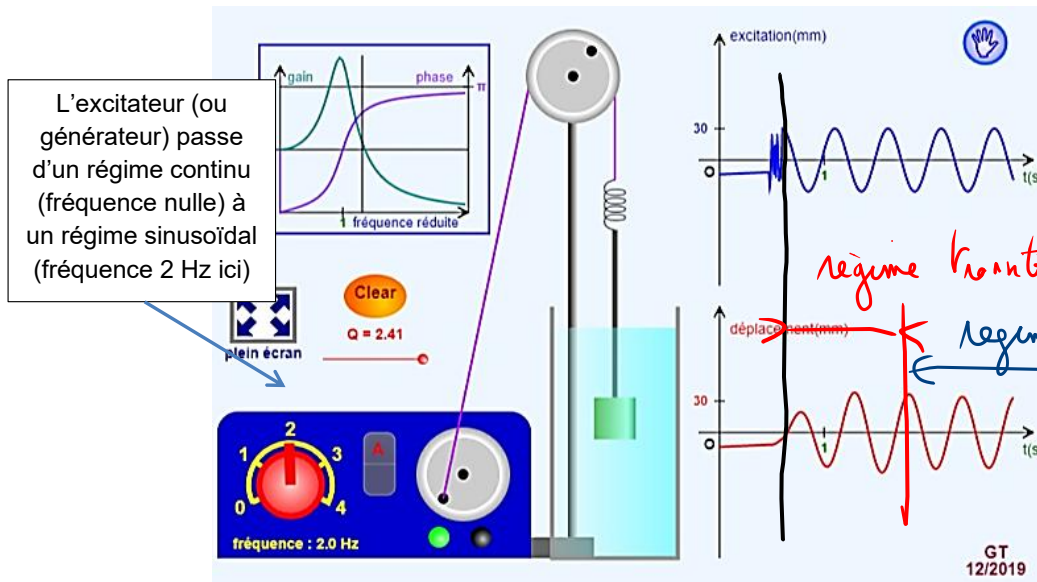 L'excitateur (ou
générateur) passe
d'un régime continu
(fréquence nulle) à
un régime sinusoïdal
(fréquence 2 Hz ici)
gain
phase
π
1
fréquence réduite
Clear
plein écran
Q = 2.41
0
1
2
3
4
A
fréquence : 2.0 Hz
excitation(mm)
30
O
1
t(s
régime
déplacement(mm)
30
O
1
t(s
GT
12/2019